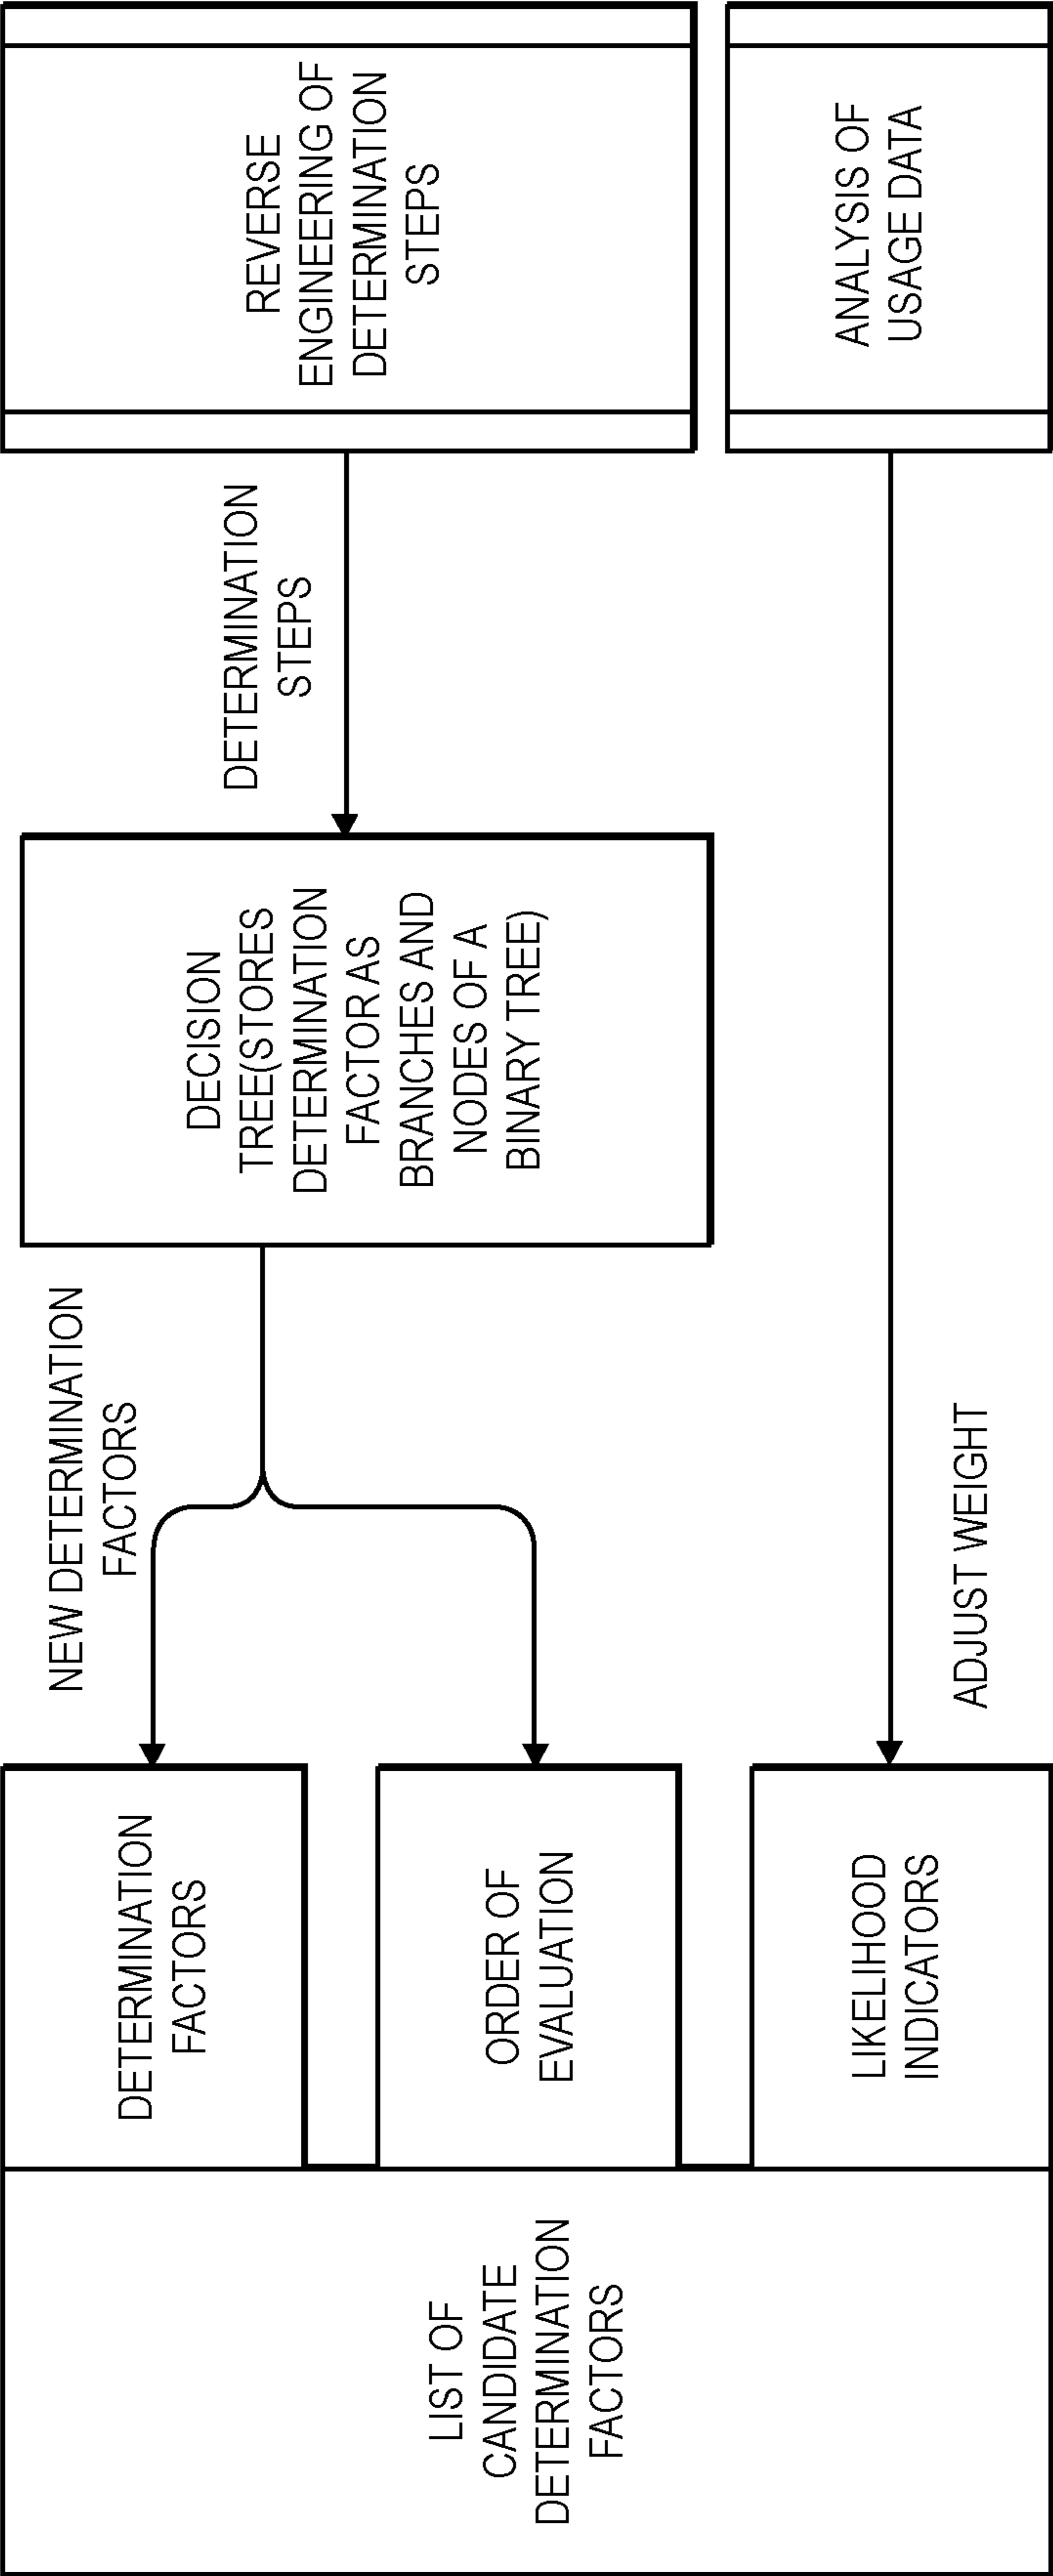 LIST OF
CANDIDATE
DETERMINATION
FACTORS
DETERMINATION
FACTORS
ORDER OF
EVALUATION
LIKELIHOOD
INDICATORS
NEW DETERMINATION
FACTORS
ADJUST WEIGHT
DECISION
TREE(STORES
DETERMINATION
FACTOR AS
BRANCHES AND
NODES OF A
BINARY TREE)
DETERMINATION
STEPS
REVERSE
ENGINEERING OF
DETERMINATION
STEPS
ANALYSIS OF
USAGE DATA